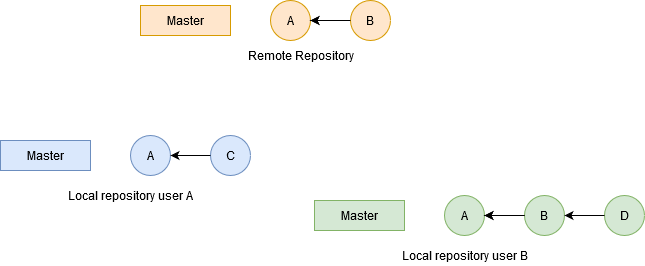 Master A B
Remote Repository
Master A C
Local repository user A
Master A B D
Local repository user B